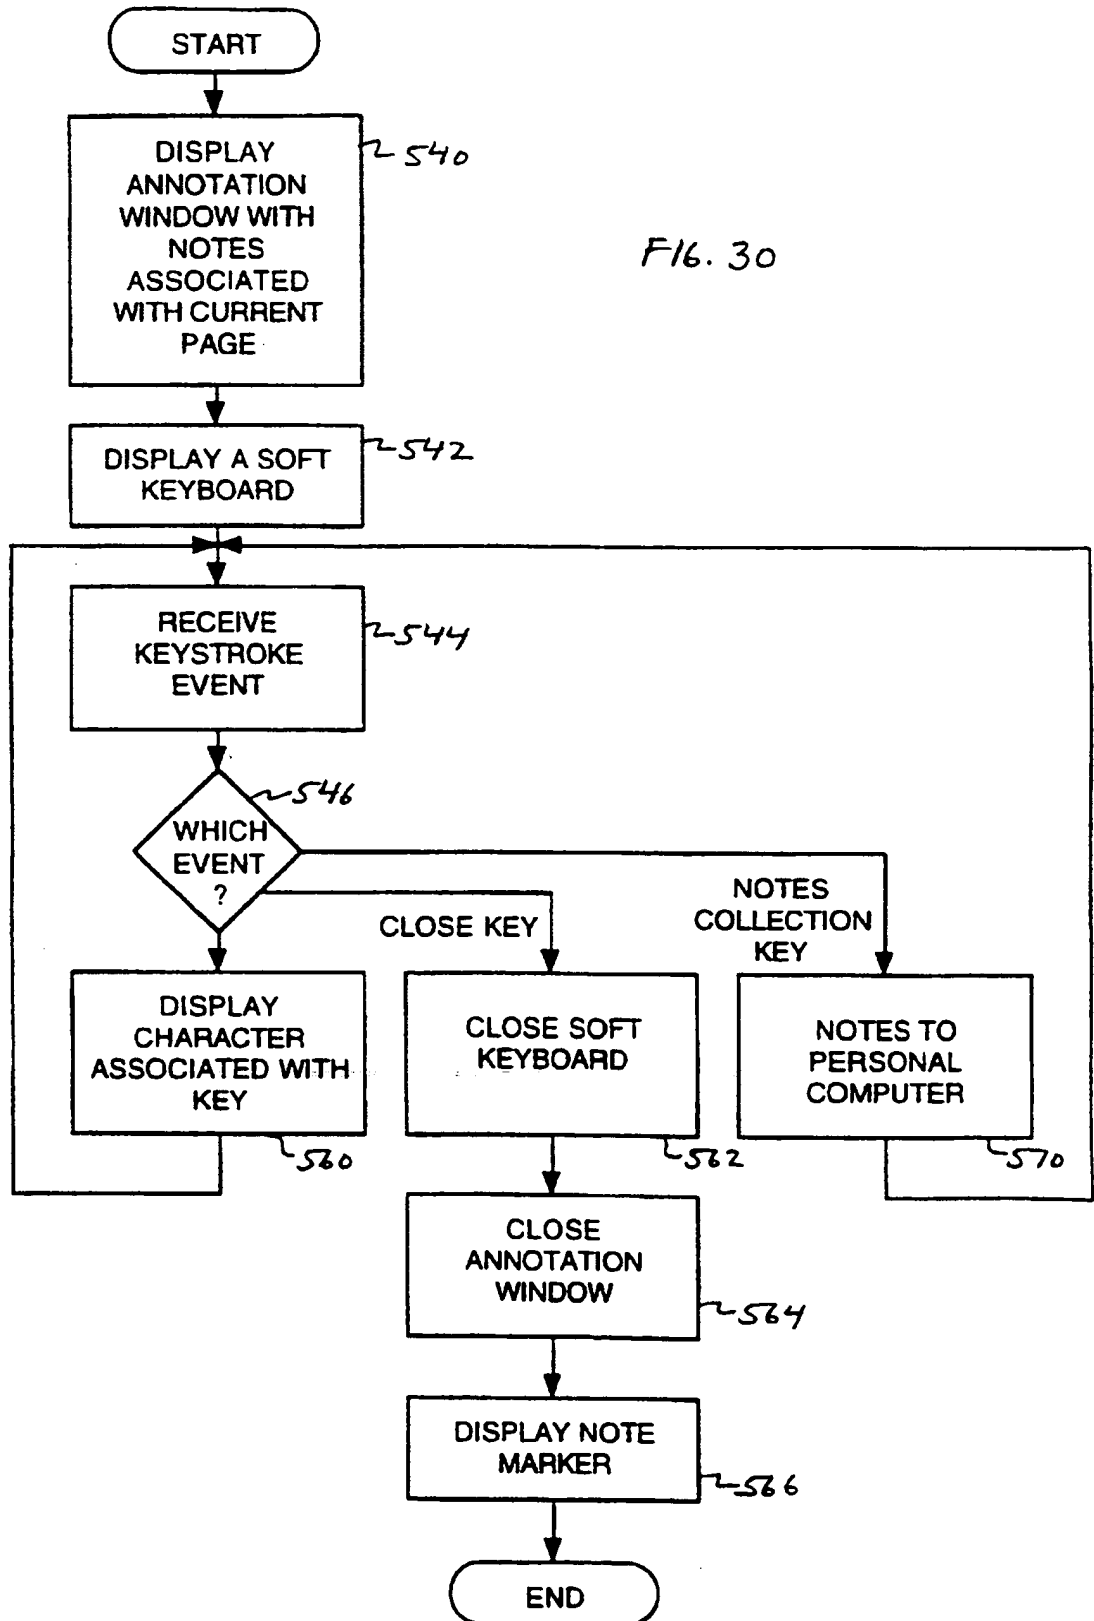 START
DISPLAY
ANNOTATION
WINDOW WITH
NOTES
ASSOCIATED
WITH CURRENT
PAGE
540
FIG. 30
DISPLAY A SOFT
KEYBOARD
542
RECEIVE
KEYSTROKE
EVENT
544
WHICH
EVENT
?
546
CLOSE KEY
NOTES
COLLECTION
KEY
DISPLAY
CHARACTER
ASSOCIATED WITH
KEY
560
CLOSE SOFT
KEYBOARD
562
NOTES TO
PERSONAL
COMPUTER
570
CLOSE
ANNOTATION
WINDOW
564
DISPLAY NOTE
MARKER
566
END